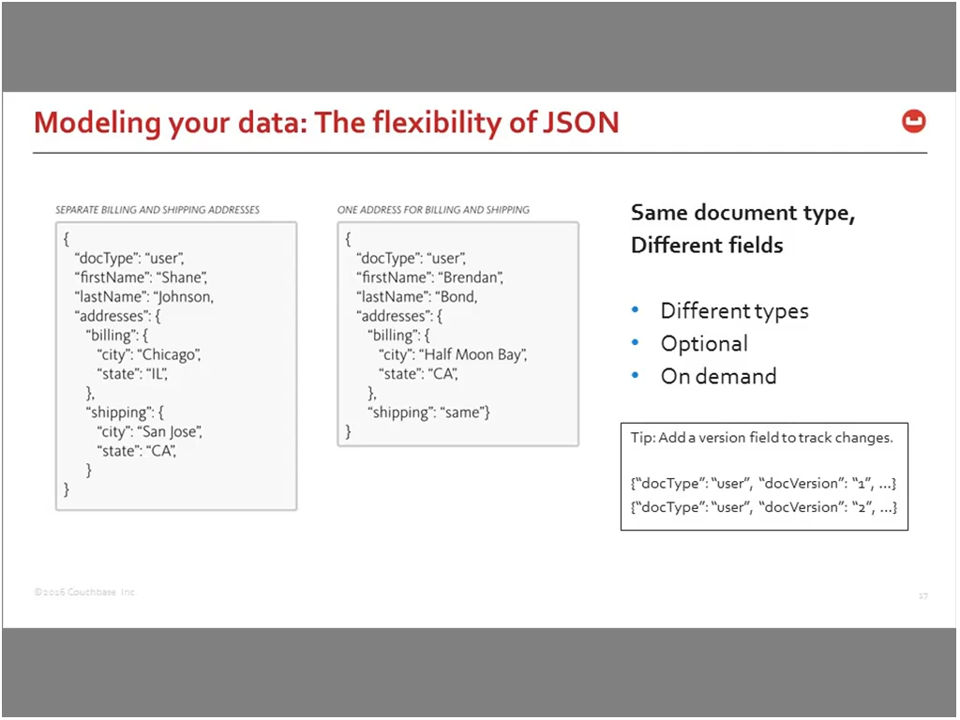 Modeling your data: The flexibility of JSON
SEPARATE BILLING AND SHIPPING ADDRESSES
{
“docType”: “user”,
“firstName”: “Shane”,
“lastName”: “Johnson,
“addresses”: {
“billing”: {
“city”: “Chicago”,
“state”: “IL”,
},
“shipping”: {
“city”: “San Jose”,
“state”: “CA”,
}
}
ONE ADDRESS FOR BILLING AND SHIPPING
{
“docType”: “user”,
“firstName”: “Brendan”,
“lastName”: “Bond,
“addresses”: {
“billing”: {
“city”: “Half Moon Bay”,
“state”: “CA”,
},
“shipping”: “same”}
}
Same document type,
Different fields
• Different types
• Optional
• On demand
Tip: Add a version field to track changes.
{“docType”: “user”, “docVersion”: “1”, ...}
{“docType”: “user”, “docVersion”: “2”, ...}
©2016 Couchbase Inc
27